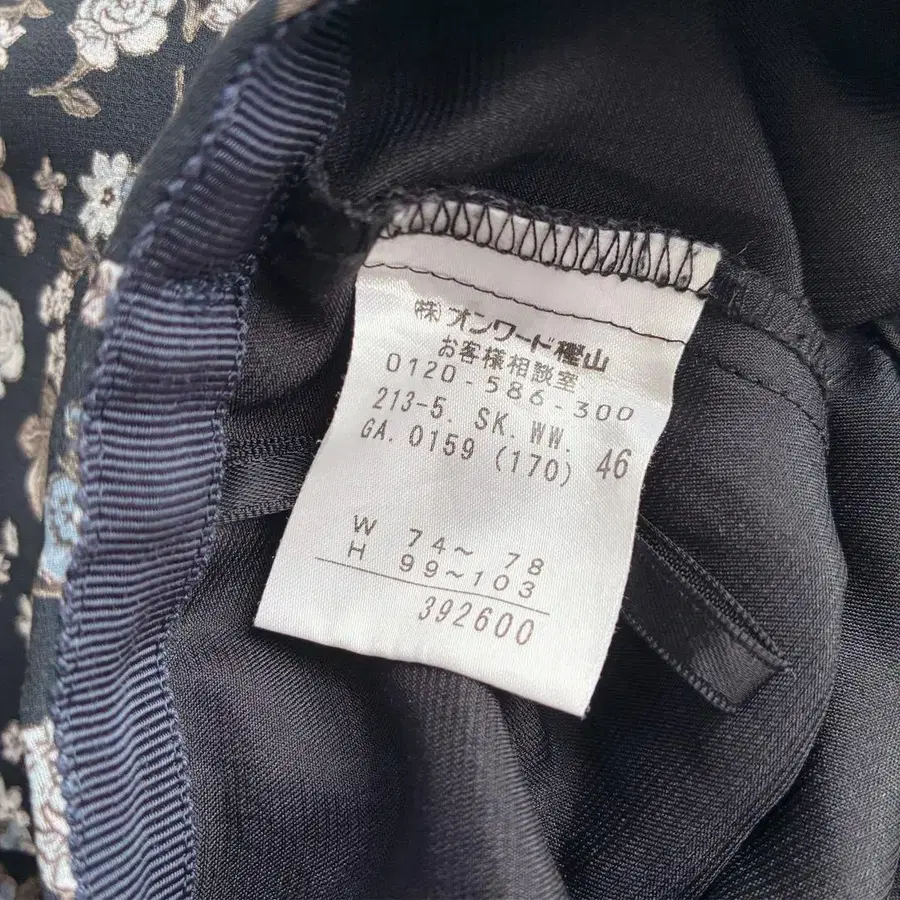 ㈱オンワード樫山
お客様相談室
0120-586-300
213-5. SK. WW.
GA. 0159 (170) 46
W 74～ 78
H 99～103
392600